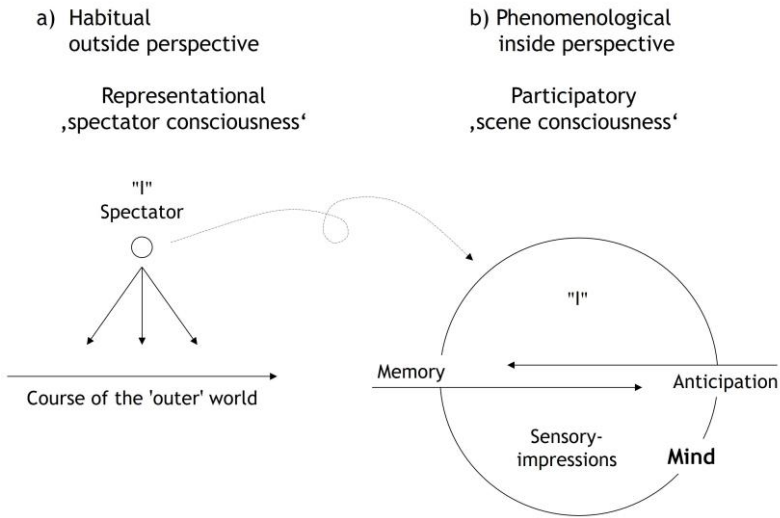 a) Habitual
outside perspective
Representational
‚spectator consciousness‘
"I"
Spectator
Course of the 'outer' world
b) Phenomenological
inside perspective
Participatory
‚scene consciousness‘
"I"
Memory
Anticipation
Sensory-
impressions
Mind